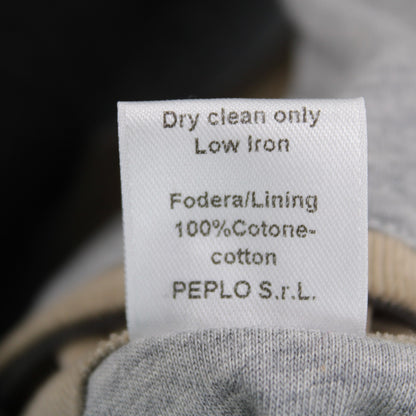 Dry clean only
Low Iron
Fodera/Lining
100%Cotone-
cotton
PEPLO S.r.L.